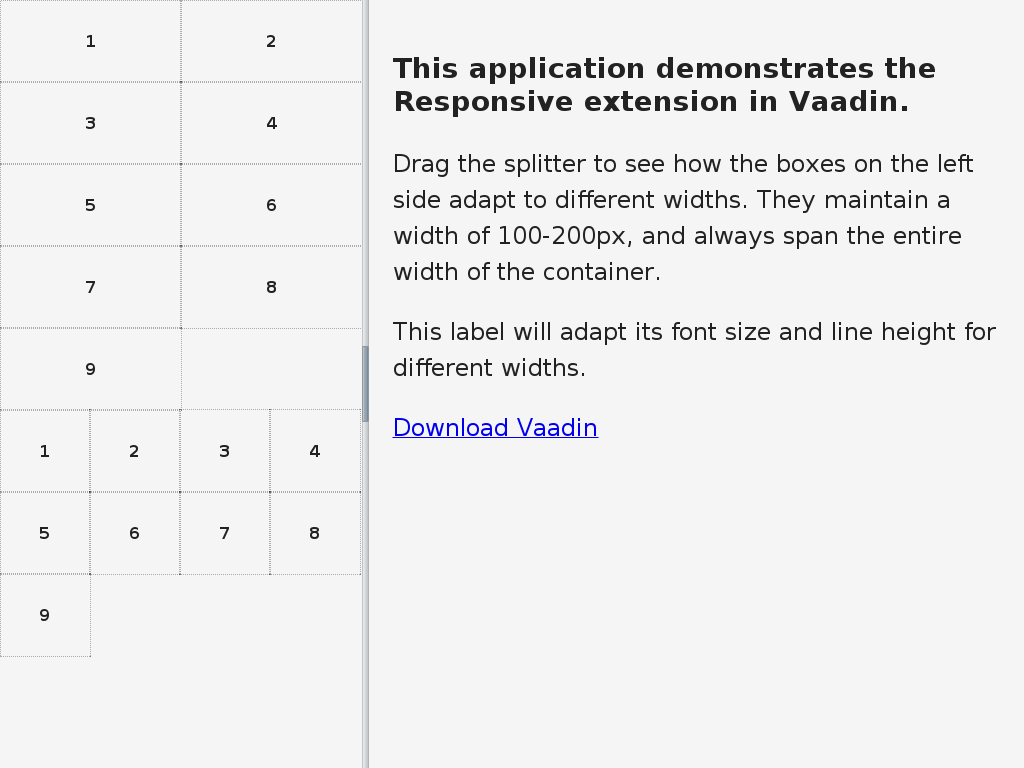 1 2
3 4
5 6
7 8
9
1 2 3 4
5 6 7 8
9
This application demonstrates the
Responsive extension in Vaadin.
Drag the splitter to see how the boxes on the left
side adapt to different widths. They maintain a
width of 100-200px, and always span the entire
width of the container.
This label will adapt its font size and line height for
different widths.
Download Vaadin